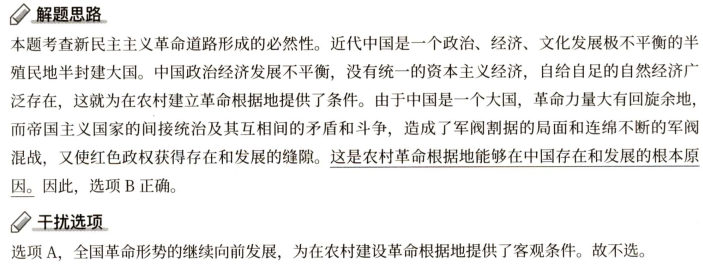 解题思路
本题考查新民主主义革命道路形成的必然性。近代中国是一个政治、经济、文化发展极不平衡的半
殖民地半封建大国。中国政治经济发展不平衡，没有统一的资本主义经济，自给自足的自然经济广
泛存在，这就为在农村建立革命根据地提供了条件。由于中国是一个大国，革命力量大有回旋余地，
而帝国主义国家的间接统治及其互相间的矛盾和斗争，造成了军阀割据的局面和连绵不断的军阀
混战，又使红色政权获得存在和发展的缝隙。这是农村革命根据地能够在中国存在和发展的根本原
因。因此，选项 B 正确。
干扰选项
选项 A，全国革命形势的继续向前发展，为在农村建设革命根据地提供了客观条件。故不选。